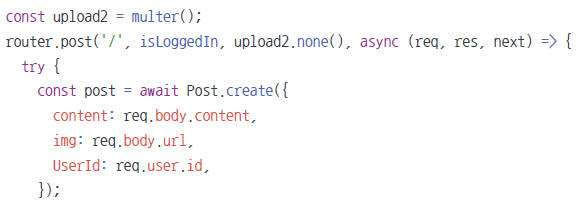 const upload2 = multer();
router.post('/', isLoggedIn, upload2.none(), async (req, res, next) => {
  try {
    const post = await Post.create({
      content: req.body.content,
      img: req.body.url,
      UserId: req.user.id,
    });